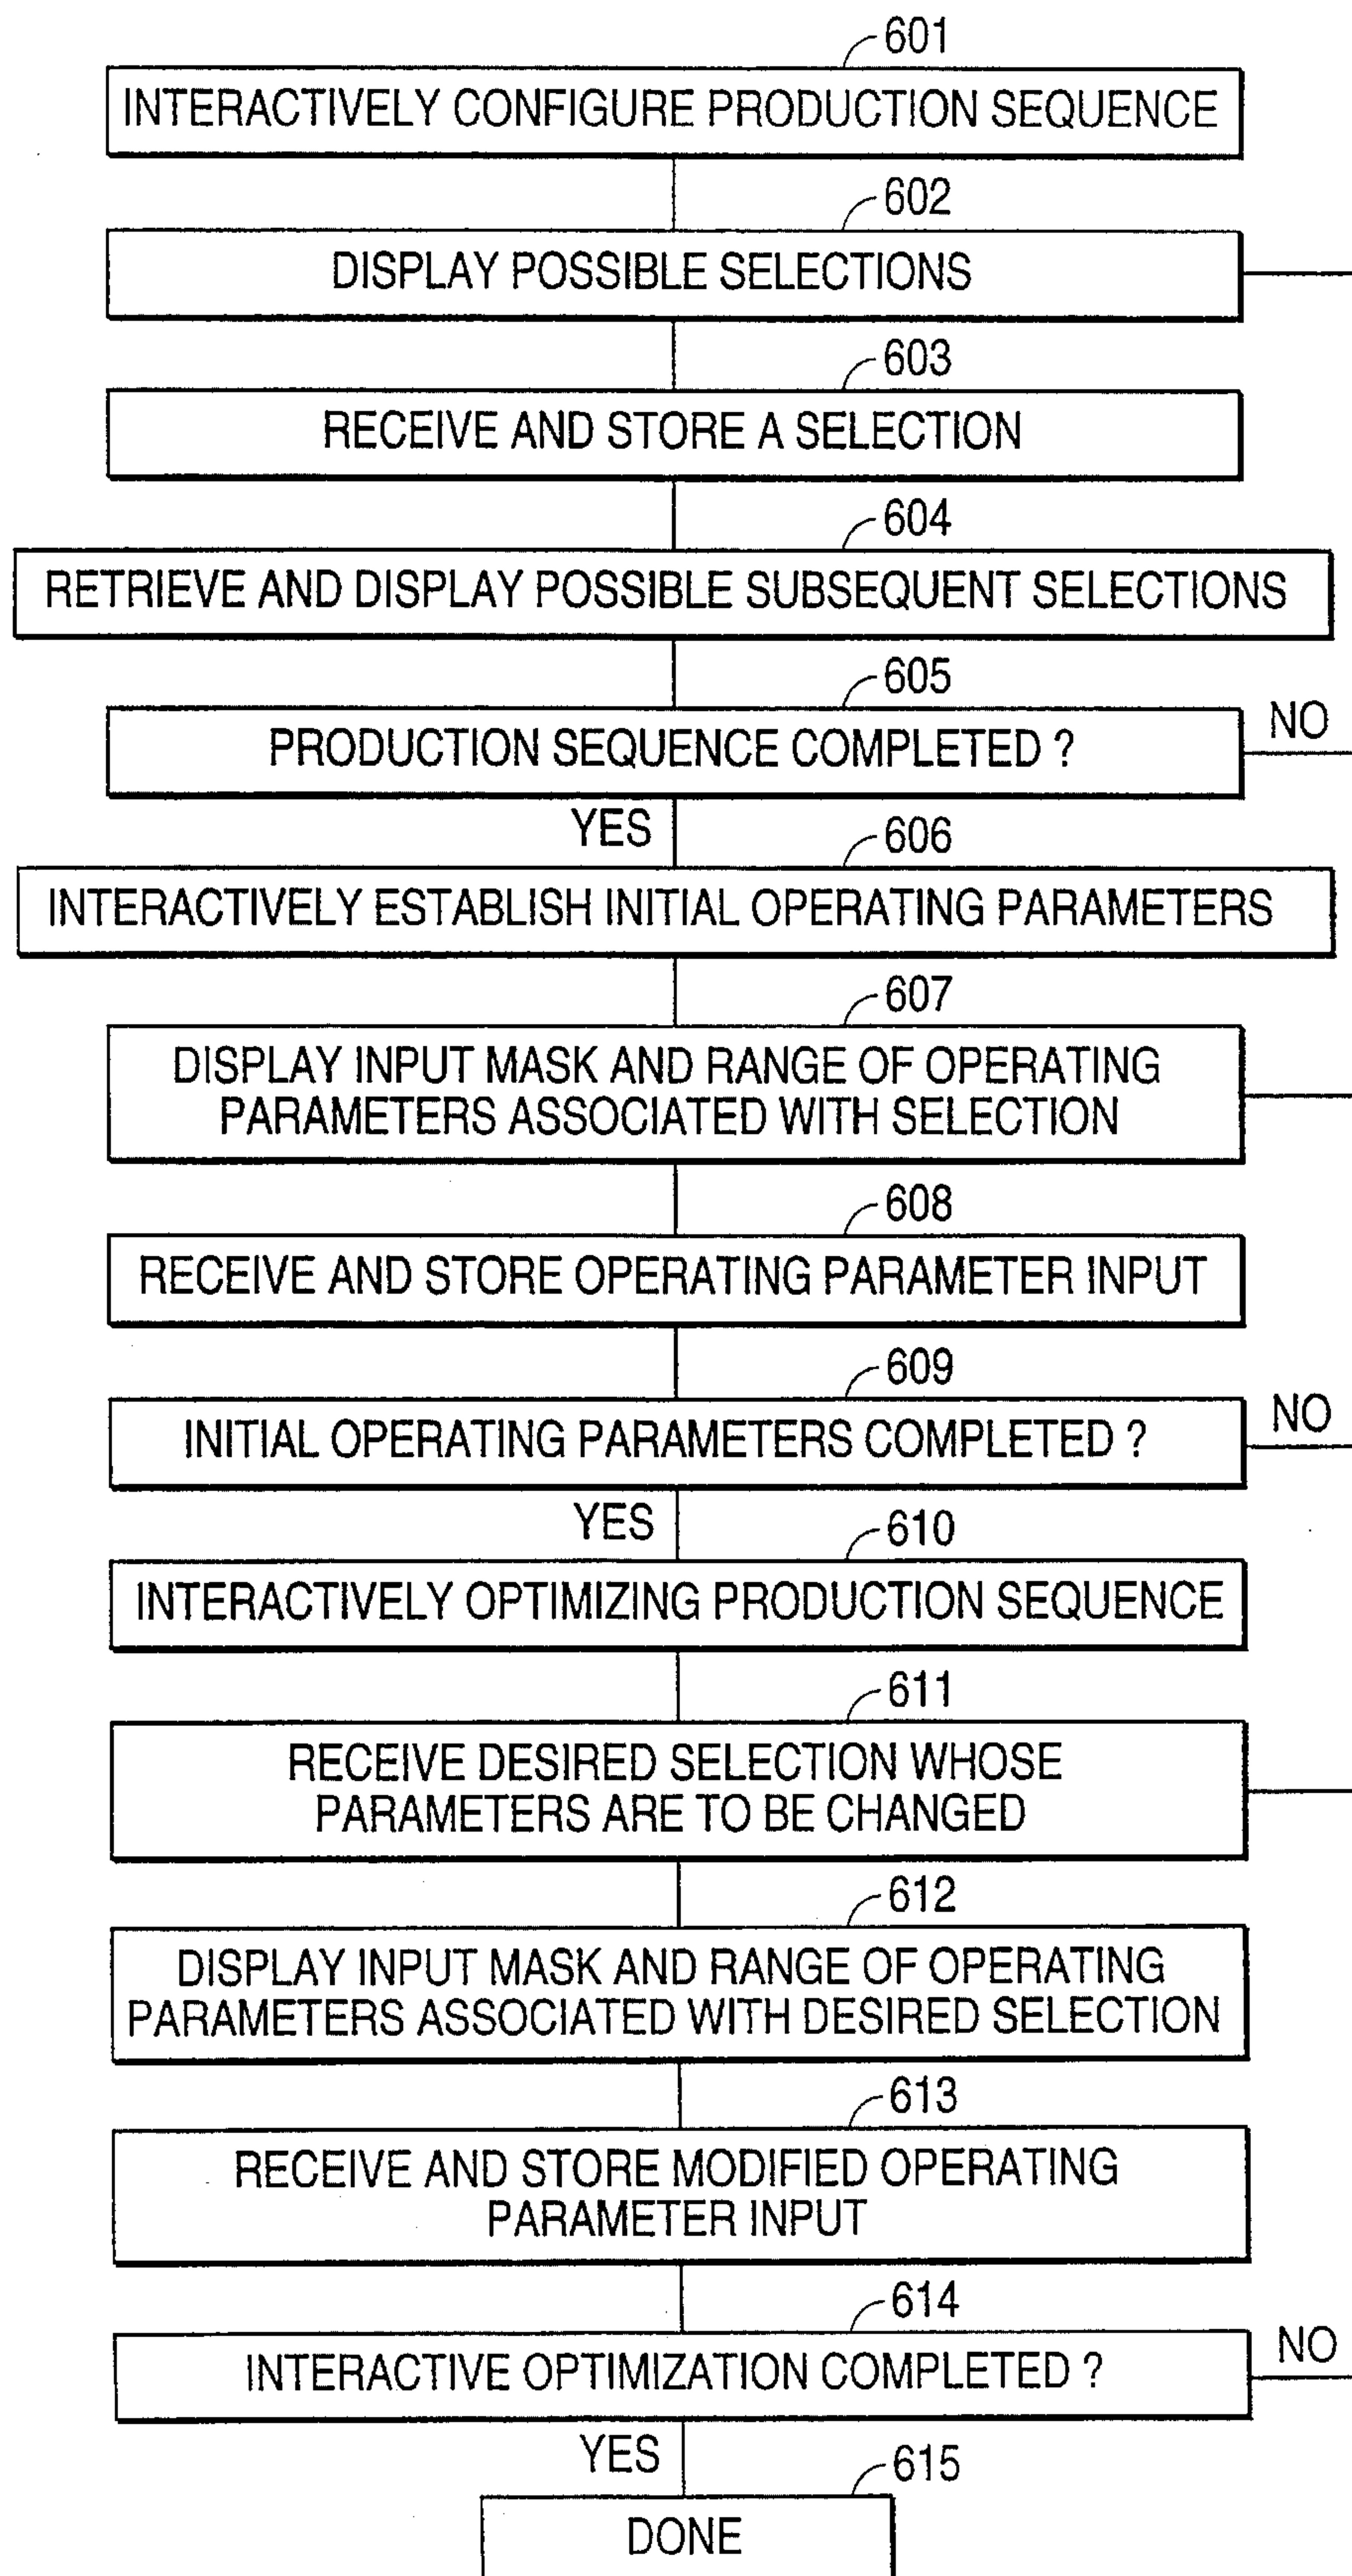 601
INTERACTIVELY CONFIGURE PRODUCTION SEQUENCE
602
DISPLAY POSSIBLE SELECTIONS
603
RECEIVE AND STORE A SELECTION
604
RETRIEVE AND DISPLAY POSSIBLE SUBSEQUENT SELECTIONS
605
PRODUCTION SEQUENCE COMPLETED ?
NO
YES
606
INTERACTIVELY ESTABLISH INITIAL OPERATING PARAMETERS
607
DISPLAY INPUT MASK AND RANGE OF OPERATING
PARAMETERS ASSOCIATED WITH SELECTION
608
RECEIVE AND STORE OPERATING PARAMETER INPUT
609
INITIAL OPERATING PARAMETERS COMPLETED ?
NO
YES
610
INTERACTIVELY OPTIMIZING PRODUCTION SEQUENCE
611
RECEIVE DESIRED SELECTION WHOSE
PARAMETERS ARE TO BE CHANGED
612
DISPLAY INPUT MASK AND RANGE OF OPERATING
PARAMETERS ASSOCIATED WITH DESIRED SELECTION
613
RECEIVE AND STORE MODIFIED OPERATING
PARAMETER INPUT
614
INTERACTIVE OPTIMIZATION COMPLETED ?
NO
YES
615
DONE